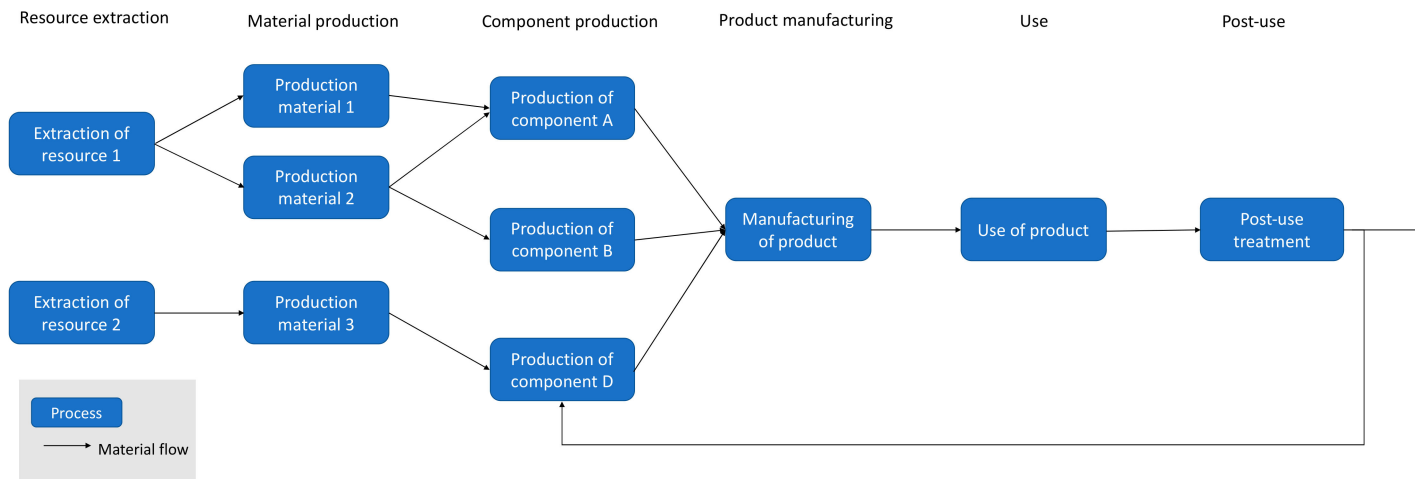 Resource extraction
Material production
Component production
Product manufacturing
Use
Post-use
Extraction of
resource 1
Production
material 1
Production
material 2
Production of
component A
Production of
component B
Manufacturing
of product
Use of product
Post-use
treatment
Extraction of
resource 2
Production
material 3
Production of
component D
Process
Material flow